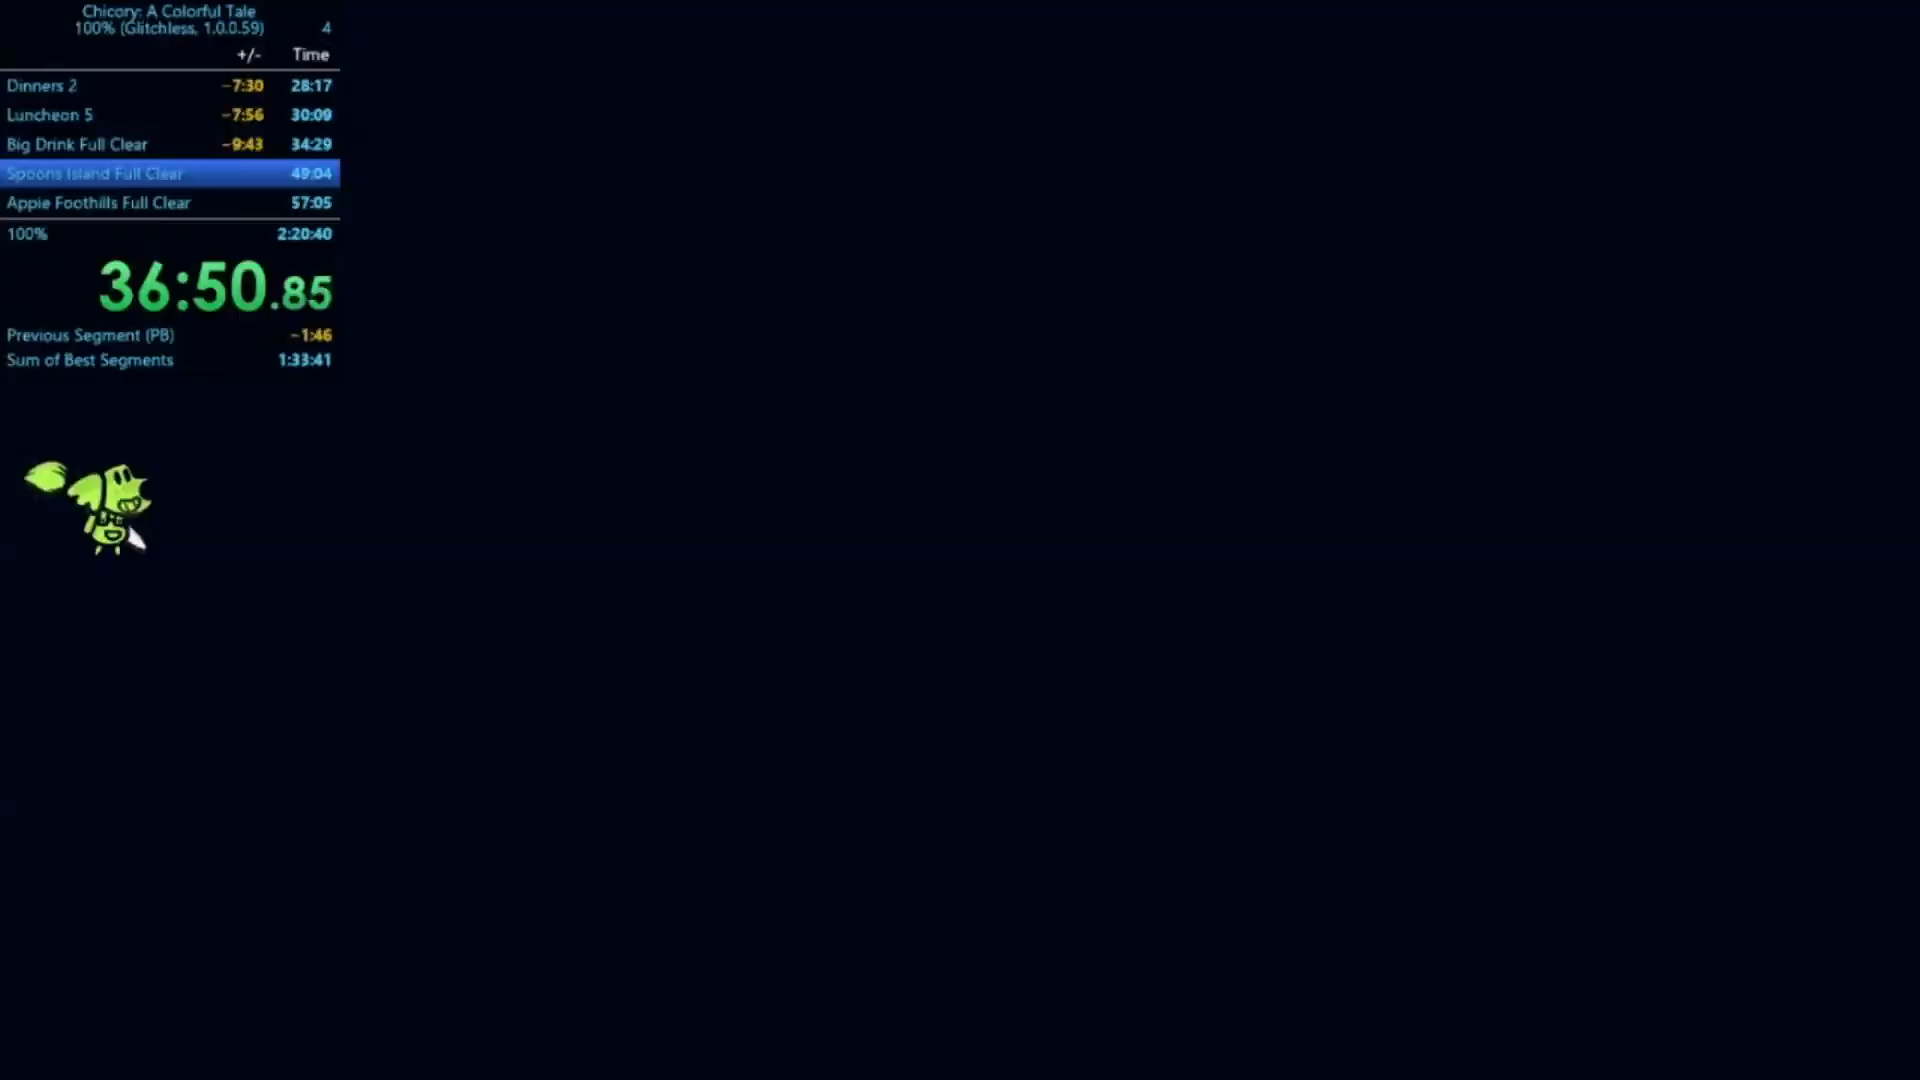 Chicory: A Colorful Tale
100% (Glitchless, 1.0.0.59) 4
+/- Time
Dinners 2 −7:30 28:17
Luncheon 5 −7:56 30:09
Big Drink Full Clear −9:43 34:29
Spoons Island Full Clear 49:04
Appie Foothills Full Clear 57:05
100% 2:20:40
36:50.85
Previous Segment (PB) −1:46
Sum of Best Segments 1:33:41